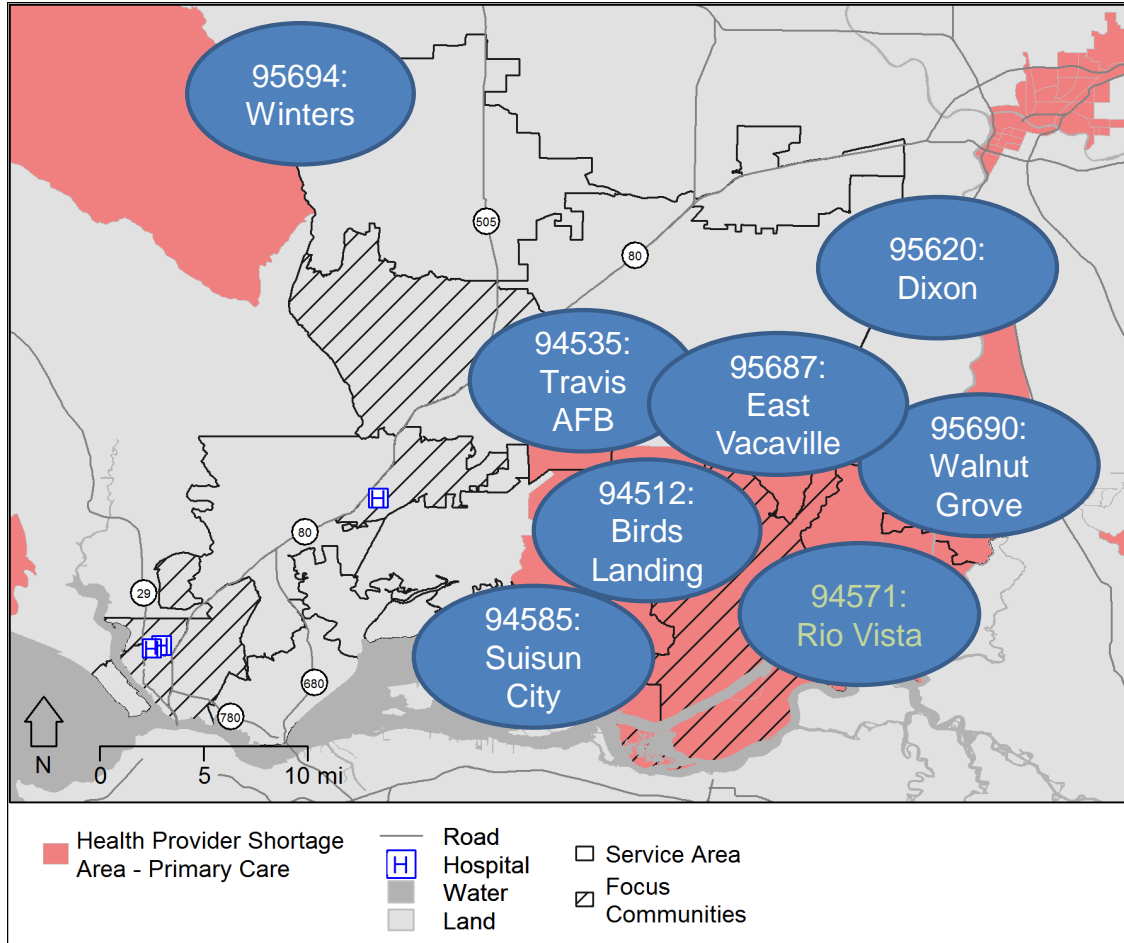 95694:
Winters
505
80
95620:
Dixon
94535:
Travis
AFB
95687:
East
Vacaville
95690:
Walnut
Grove
94512:
Birds
Landing
H
80
29
94571:
Rio Vista
94585:
Suisun
City
H
H
680
780
N
0 5 10 mi
Health Provider Shortage
Area - Primary Care
Road
H Hospital
Water
Land
Service Area
Focus
Communities